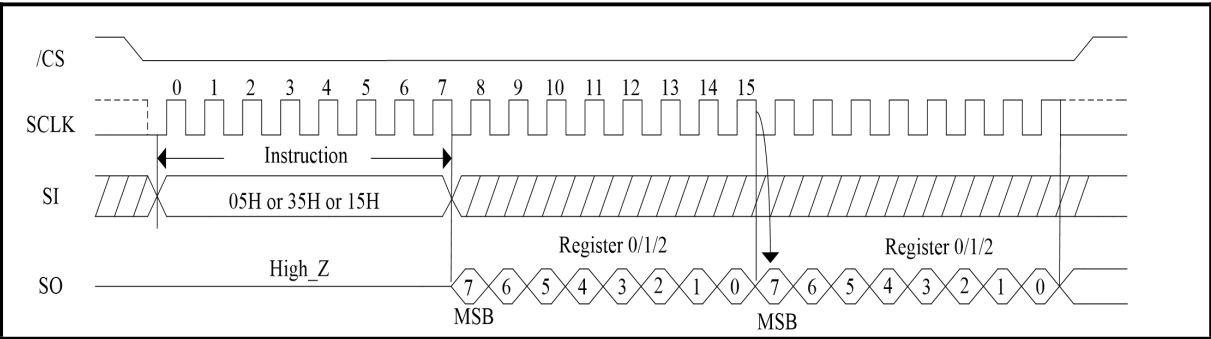 /CS
0 1 2 3 4 5 6 7 8 9 10 11 12 13 14 15
SCLK
Instruction
SI
05H or 35H or 15H
Register 0/1/2 Register 0/1/2
High_Z
SO
7 6 5 4 3 2 1 0 7 6 5 4 3 2 1 0
MSB MSB